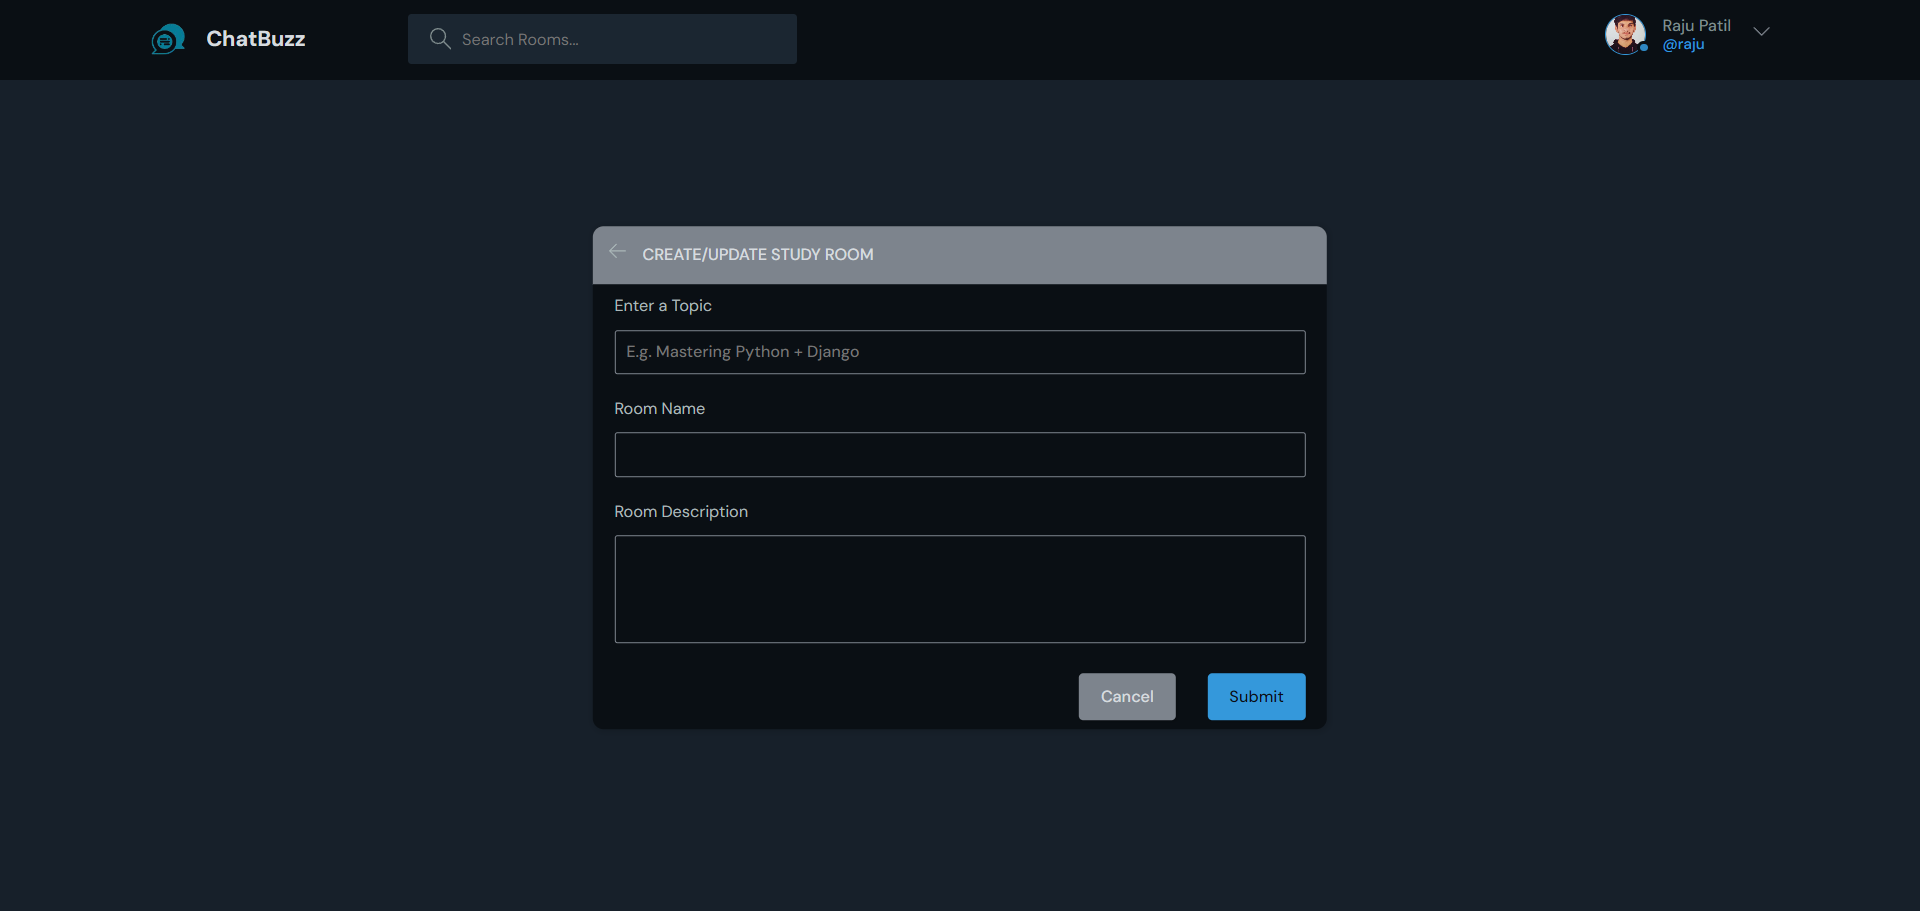 ChatBuzz
Search Rooms...
Raju Patil
@raju
CREATE/UPDATE STUDY ROOM
Enter a Topic
E.g. Mastering Python + Django
Room Name
Room Description
Cancel
Submit